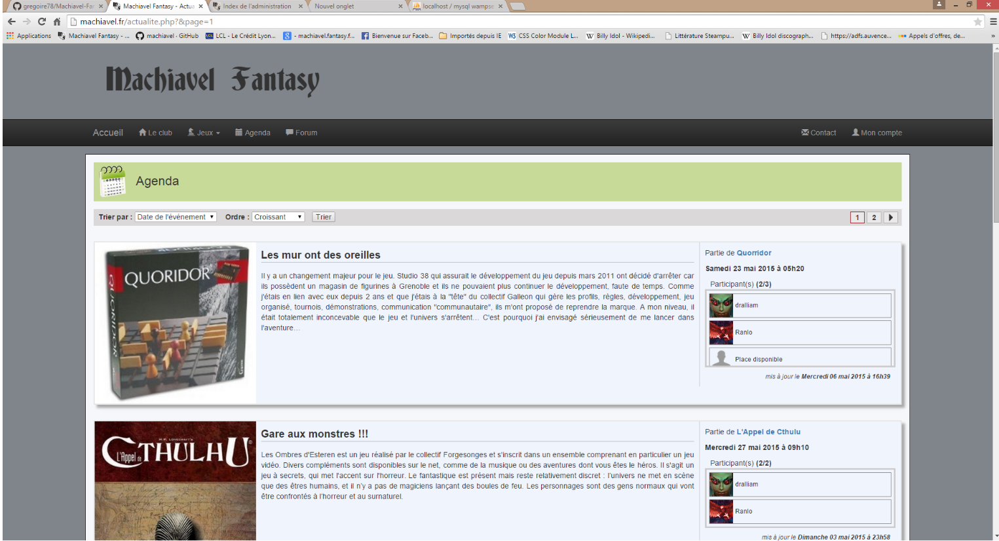 gregoire78/Machiavel-Fan
Machiavel Fantasy - Actua
Index de l'administration
Nouvel onglet
localhost / mysql wampse
machiavel.fr/actualite.php?&page=1
Applications
Machiavel Fantasy - ...
machiavel · GitHub
LCL - Le Crédit Lyon...
- machiavel.fantasy.f...
Bienvenue sur Faceb...
Importés depuis IE
CSS Color Module L...
Billy Idol - Wikipedi...
Littérature Steampu...
Billy Idol discograph...
https://adfs.auvence...
Appels d'offres, de...
»
Machiavel Fantasy
Accueil
Le club
Jeux
Agenda
Forum
Contact
Mon compte
Agenda
Trier par : Date de l'événement
Ordre : Croissant
Trier
1
2
QUORIDOR
QUORIDOR
Les mur ont des oreilles
Il y a un changement majeur pour le jeu. Studio 38 qui assurait le développement du jeu depuis mars 2011 ont décidé d'arrêter car
ils possèdent un magasin de figurines à Grenoble et ils ne pouvaient plus continuer le développement, faute de temps. Comme
j'étais en lien avec eux depuis 2 ans et que j'étais à la "tête" du collectif Galleon qui gère les profils, règles, développement, jeu
organisé, tournois, démonstrations, communication "communautaire", ils m'ont proposé de reprendre la marque. A mon niveau, il
était totalement inconcevable que le jeu et l'univers s'arrêtent... C'est pourquoi j'ai envisagé sérieusement de me lancer dans
l'aventure…
Partie de Quorridor
Samedi 23 mai 2015 à 05h20
Participant(s) (2/3)
dralliam
Ranlo
Place disponible
mis à jour le Mercredi 06 mai 2015 à 16h39
H.P. LOVECRAFT'S
L'Appel de CTHULHU
Gare aux monstres !!!
Les Ombres d'Esteren est un jeu réalisé par le collectif Forgesonges et s'inscrit dans un ensemble comprenant en particulier un jeu
vidéo. Divers compléments sont disponibles sur le net, comme de la musique ou des aventures dont vous êtes le héros. Il s'agit un
jeu à secrets, qui met l'accent sur l'horreur. Le fantastique est présent mais reste relativement discret : l'univers ne met en scène
que des êtres humains, et il n'y a pas de magiciens lançant des boules de feu. Les personnages sont des gens normaux qui vont
être confrontés à l'horreur et au surnaturel.
Partie de L'Appel de Cthulu
Mercredi 27 mai 2015 à 09h10
Participant(s) (2/2)
dralliam
Ranlo
mis à jour le Dimanche 03 mai 2015 à 23h58